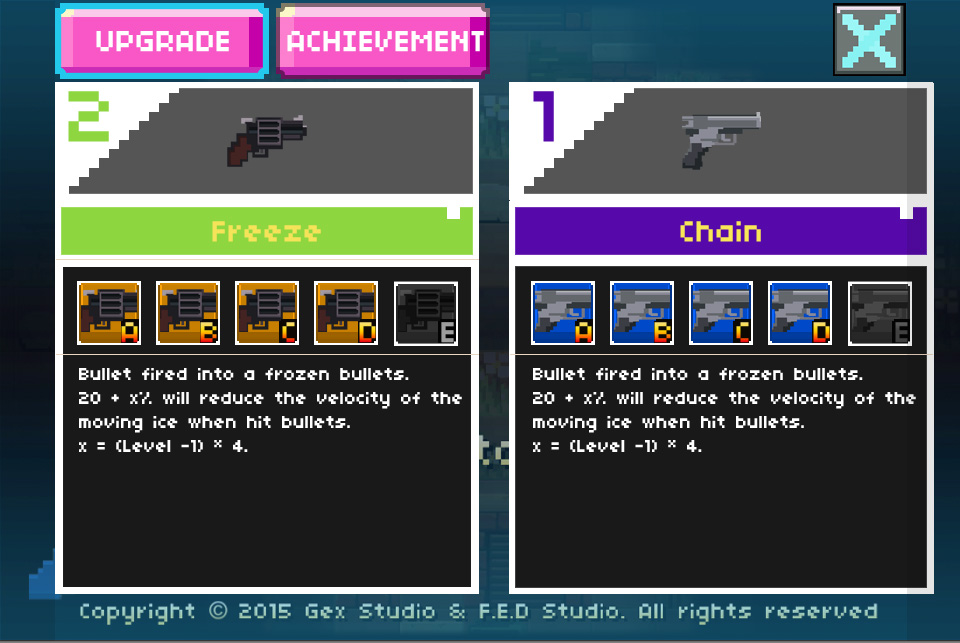 UPGRADE
ACHIEVEMENT
2
Freeze
A B C D E
Bullet fired into a frozen bullets.
20 + x% will reduce the velocity of the
moving ice when hit bullets.
x = (Level -1) * 4.
1
Chain
A B C D E
Bullet fired into a frozen bullets.
20 + x% will reduce the velocity of the
moving ice when hit bullets.
x = (Level -1) * 4.
Copyright © 2015 Gex Studio & F.E.D Studio. All rights reserved